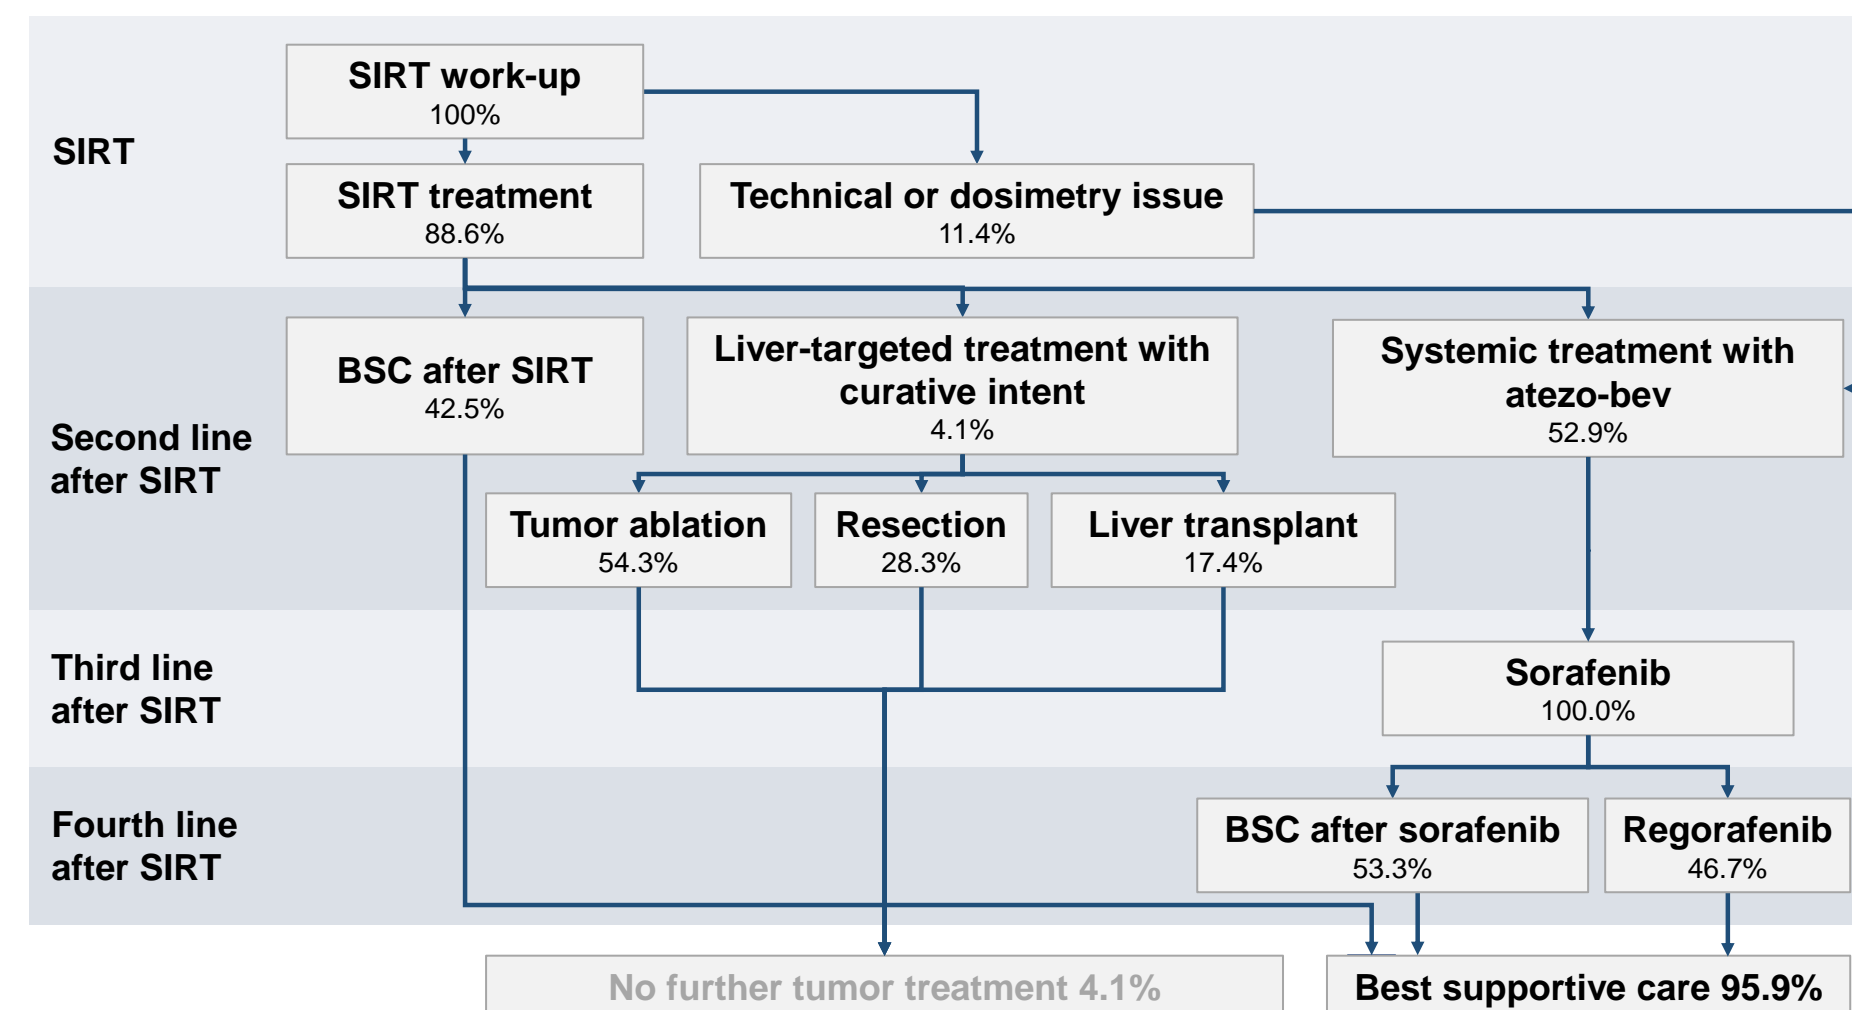 SIRT
SIRT work-up
100%
SIRT treatment
88.6%
Technical or dosimetry issue
11.4%
Second line
after SIRT
BSC after SIRT
42.5%
Liver-targeted treatment with
curative intent
4.1%
Systemic treatment with
atezo-bev
52.9%
Tumor ablation
54.3%
Resection
28.3%
Liver transplant
17.4%
Third line
after SIRT
Sorafenib
100.0%
Fourth line
after SIRT
BSC after sorafenib
53.3%
Regorafenib
46.7%
No further tumor treatment 4.1%
Best supportive care 95.9%